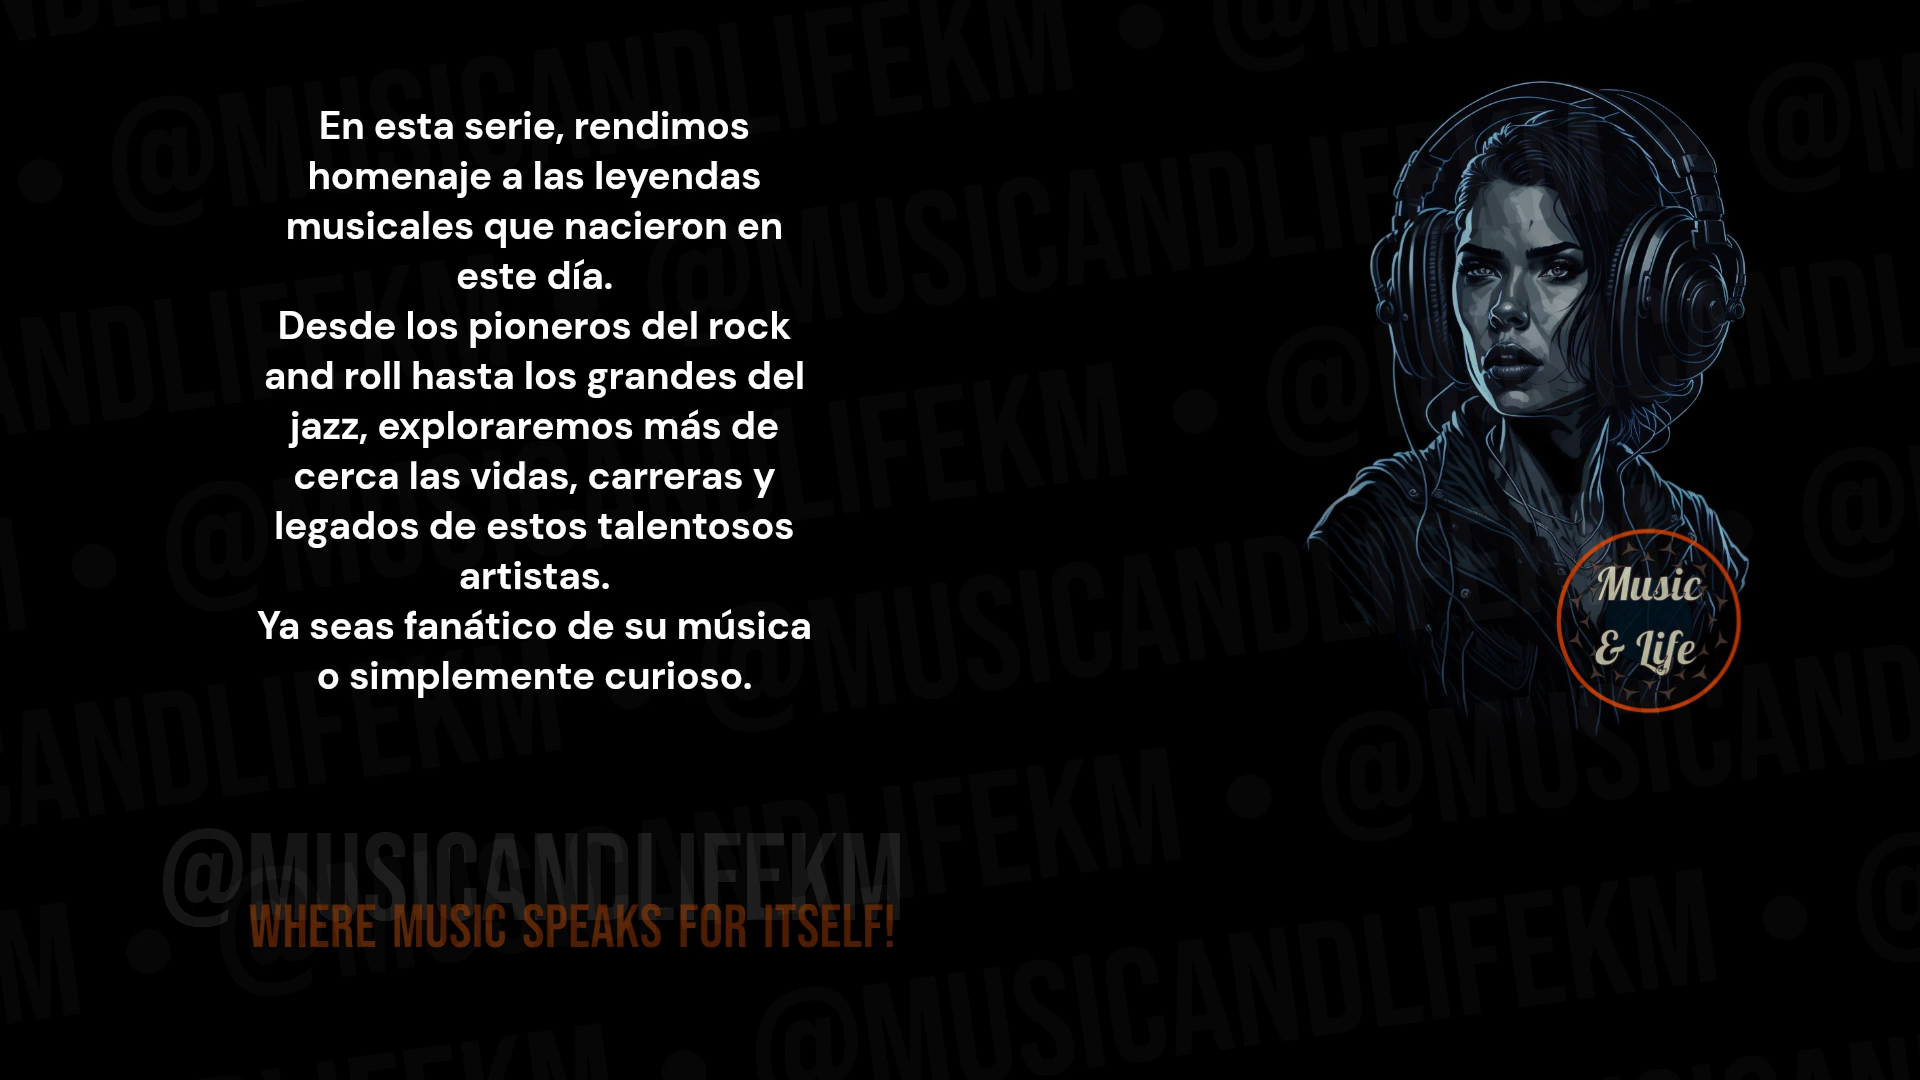 En esta serie, rendimos
homenaje a las leyendas
musicales que nacieron en
este día.
Desde los pioneros del rock
and roll hasta los grandes del
jazz, exploraremos más de
cerca las vidas, carreras y
legados de estos talentosos
artistas.
Ya seas fanático de su música
o simplemente curioso.
Music
& Life
@MUSICANDLIFEKM
WHERE MUSIC SPEAKS FOR ITSELF!